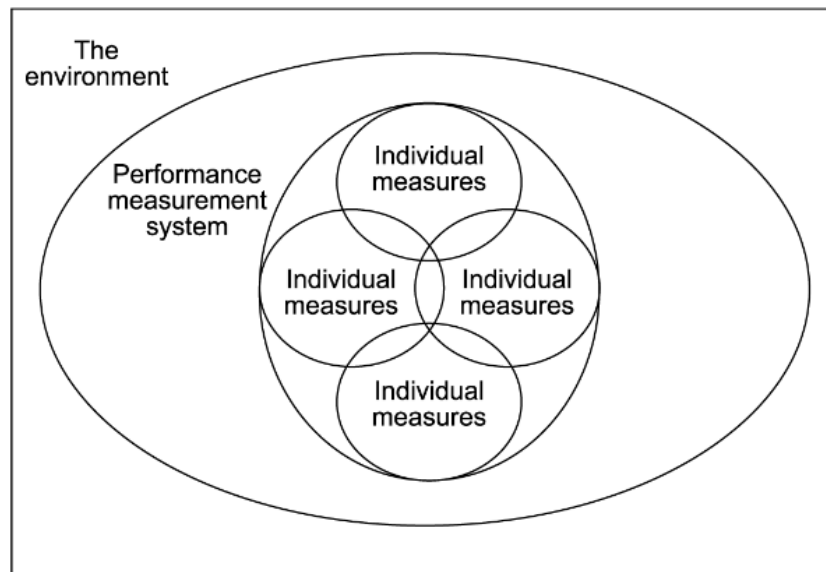 The
environment
Performance
measurement
system
Individual
measures
Individual
measures
Individual
measures
Individual
measures